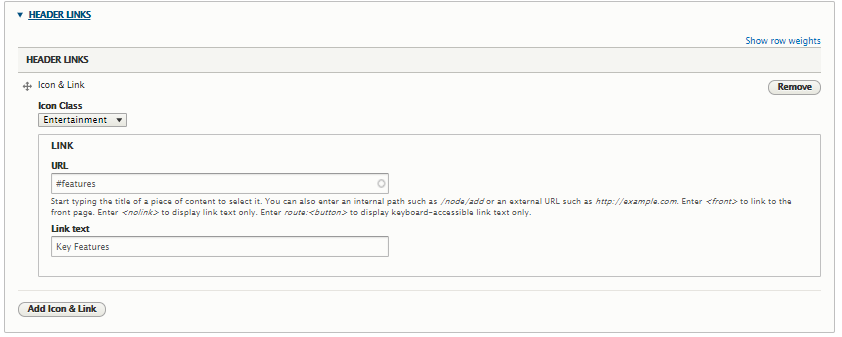 HEADER LINKS
Show row weights
HEADER LINKS
Icon & Link
Remove
Icon Class
Entertainment
LINK
URL
#features
Start typing the title of a piece of content to select it. You can also enter an internal path such as /node/add or an external URL such as http://example.com. Enter <front> to link to the
front page. Enter <nolink> to display link text only. Enter route:<button> to display keyboard-accessible link text only.
Link text
Key Features
Add Icon & Link